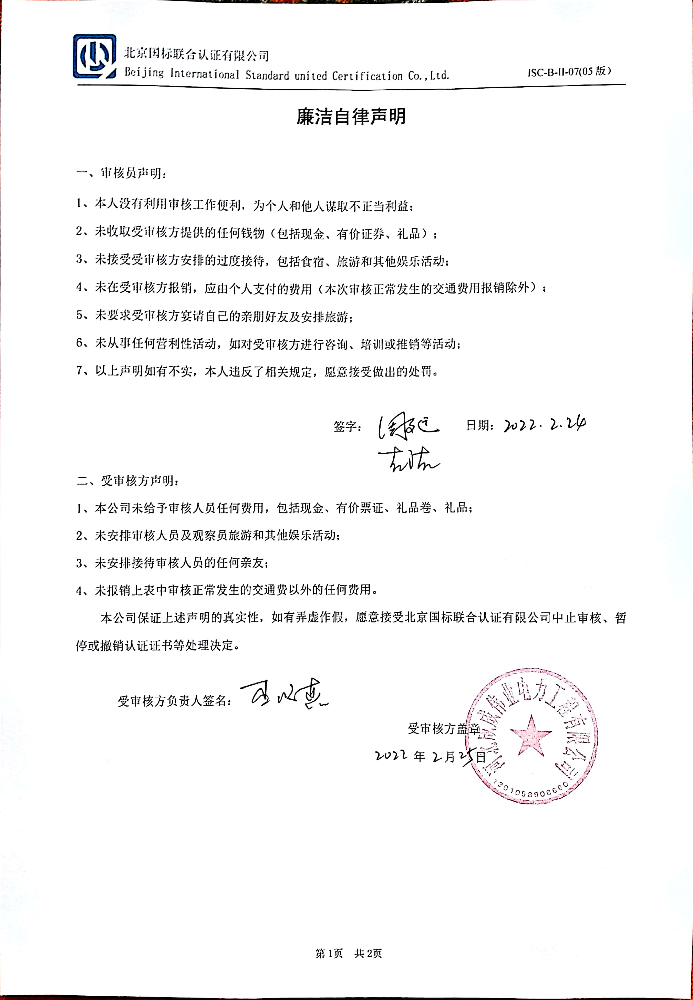 北京国标联合认证有限公司
Beijing International Standard united Certification Co.,Ltd.
ISC-B-II-07(05版)
廉洁自律声明
一、审核员声明：
1、本人没有利用审核工作便利，为个人和他人谋取不正当利益；
2、未收取受审核方提供的任何钱物（包括现金、有价证券、礼品）；
3、未接受受审核方安排的过度接待，包括食宿、旅游和其他娱乐活动；
4、未在受审核方报销，应由个人支付的费用（本次审核正常发生的交通费用报销除外）；
5、未要求受审核方宴请自己的亲朋好友及安排旅游；
6、未从事任何营利性活动，如对受审核方进行咨询、培训或推销等活动；
7、以上声明如有不实，本人违反了相关规定，愿意接受做出的处罚。
签字： 日期：2022.2.24
二、受审核方声明：
1、本公司未给予审核人员任何费用，包括现金、有价票证、礼品卷、礼品；
2、未安排审核人员及观察员旅游和其他娱乐活动；
3、未安排接待审核人员的任何亲友；
4、未报销上表中审核正常发生的交通费以外的任何费用。
本公司保证上述声明的真实性，如有弄虚作假，愿意接受北京国标联合认证有限公司中止审核、暂
停或撤销认证证书等处理决定。
受审核方负责人签名：
受审核方盖章
2022年2月25日
伟业电力工程有限公司
第1页 共2页